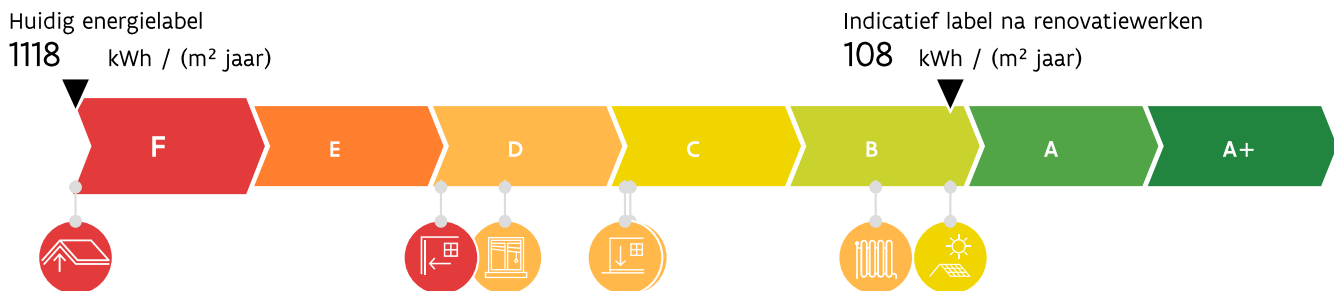 Huidig energielabel
1118 kWh / (m² jaar)
Indicatief label na renovatiewerken
108 kWh / (m² jaar)
F E D C B A A+